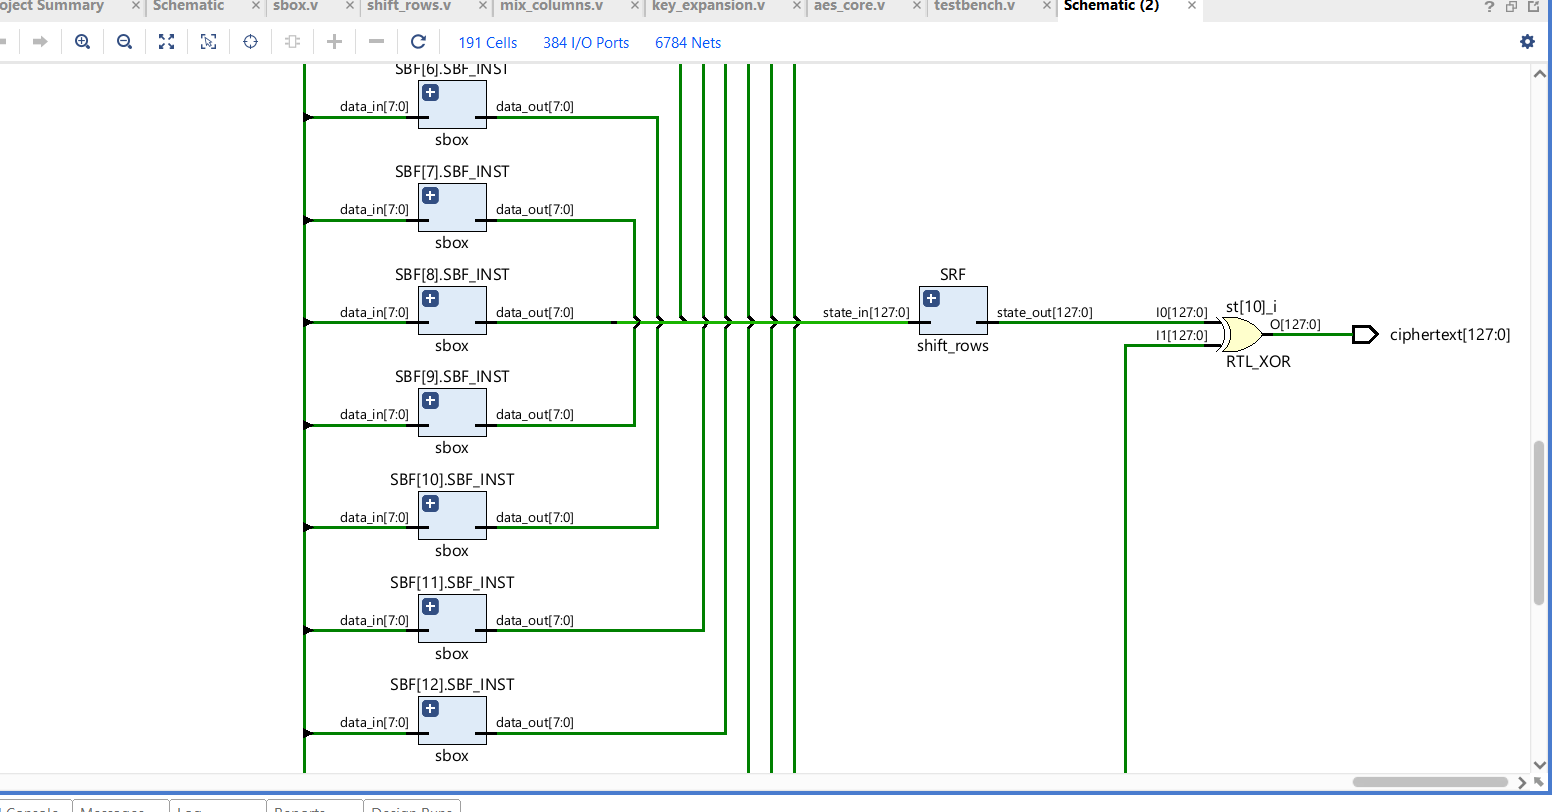 oject Summary × Schematic × sbox.v × shift_rows.v × mix_columns.v × key_expansion.v × aes_core.v × testbench.v × Schematic (2) × ?
191 Cells 384 I/O Ports 6784 Nets
SBF[6].SBF_INST
data_in[7:0] data_out[7:0]
sbox
SBF[7].SBF_INST
data_in[7:0] data_out[7:0]
sbox
SBF[8].SBF_INST
data_in[7:0] data_out[7:0]
sbox
SRF
state_in[127:0] state_out[127:0]
shift_rows
st[10]_i
I0[127:0]
I1[127:0]
O[127:0]
RTL_XOR
ciphertext[127:0]
SBF[9].SBF_INST
data_in[7:0] data_out[7:0]
sbox
SBF[10].SBF_INST
data_in[7:0] data_out[7:0]
sbox
SBF[11].SBF_INST
data_in[7:0] data_out[7:0]
sbox
SBF[12].SBF_INST
data_in[7:0] data_out[7:0]
sbox
l Console Messages Log Reports Design Runs